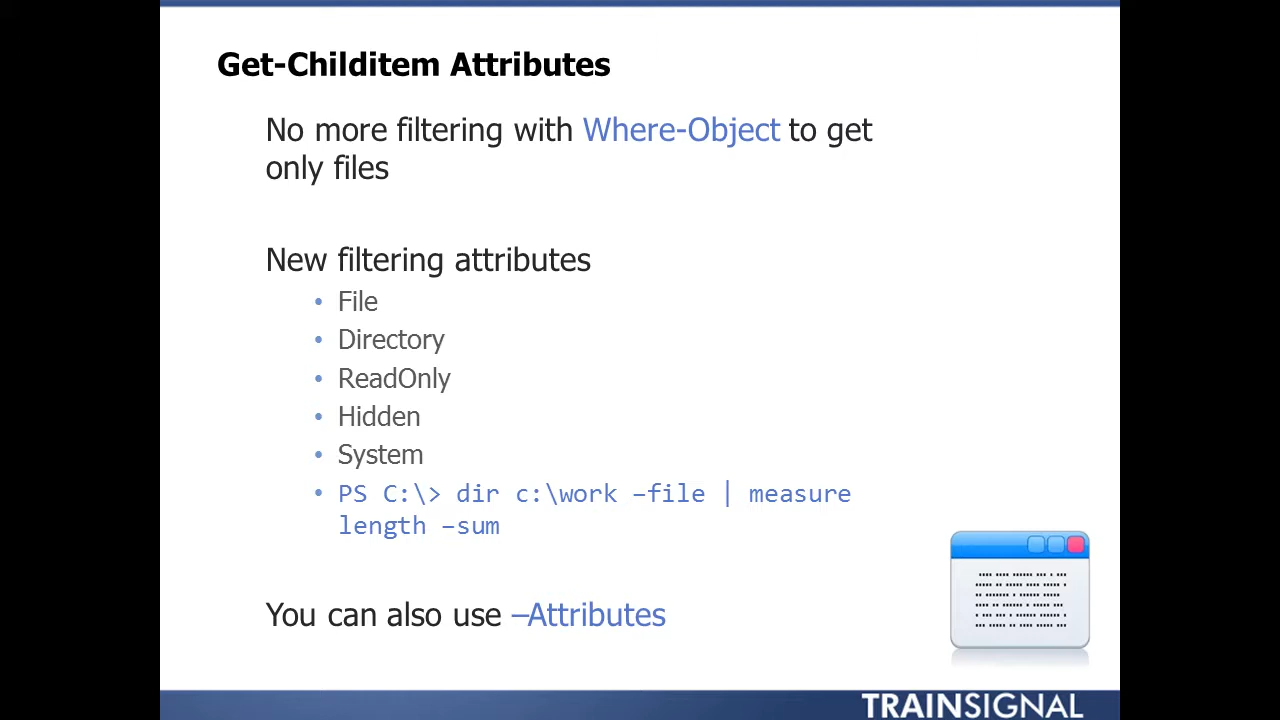 Get-Childitem Attributes
No more filtering with Where-Object to get
only files
New filtering attributes
• File
• Directory
• ReadOnly
• Hidden
• System
• PS C:\> dir c:\work –file | measure
length –sum
You can also use –Attributes
TRAINSIGNAL